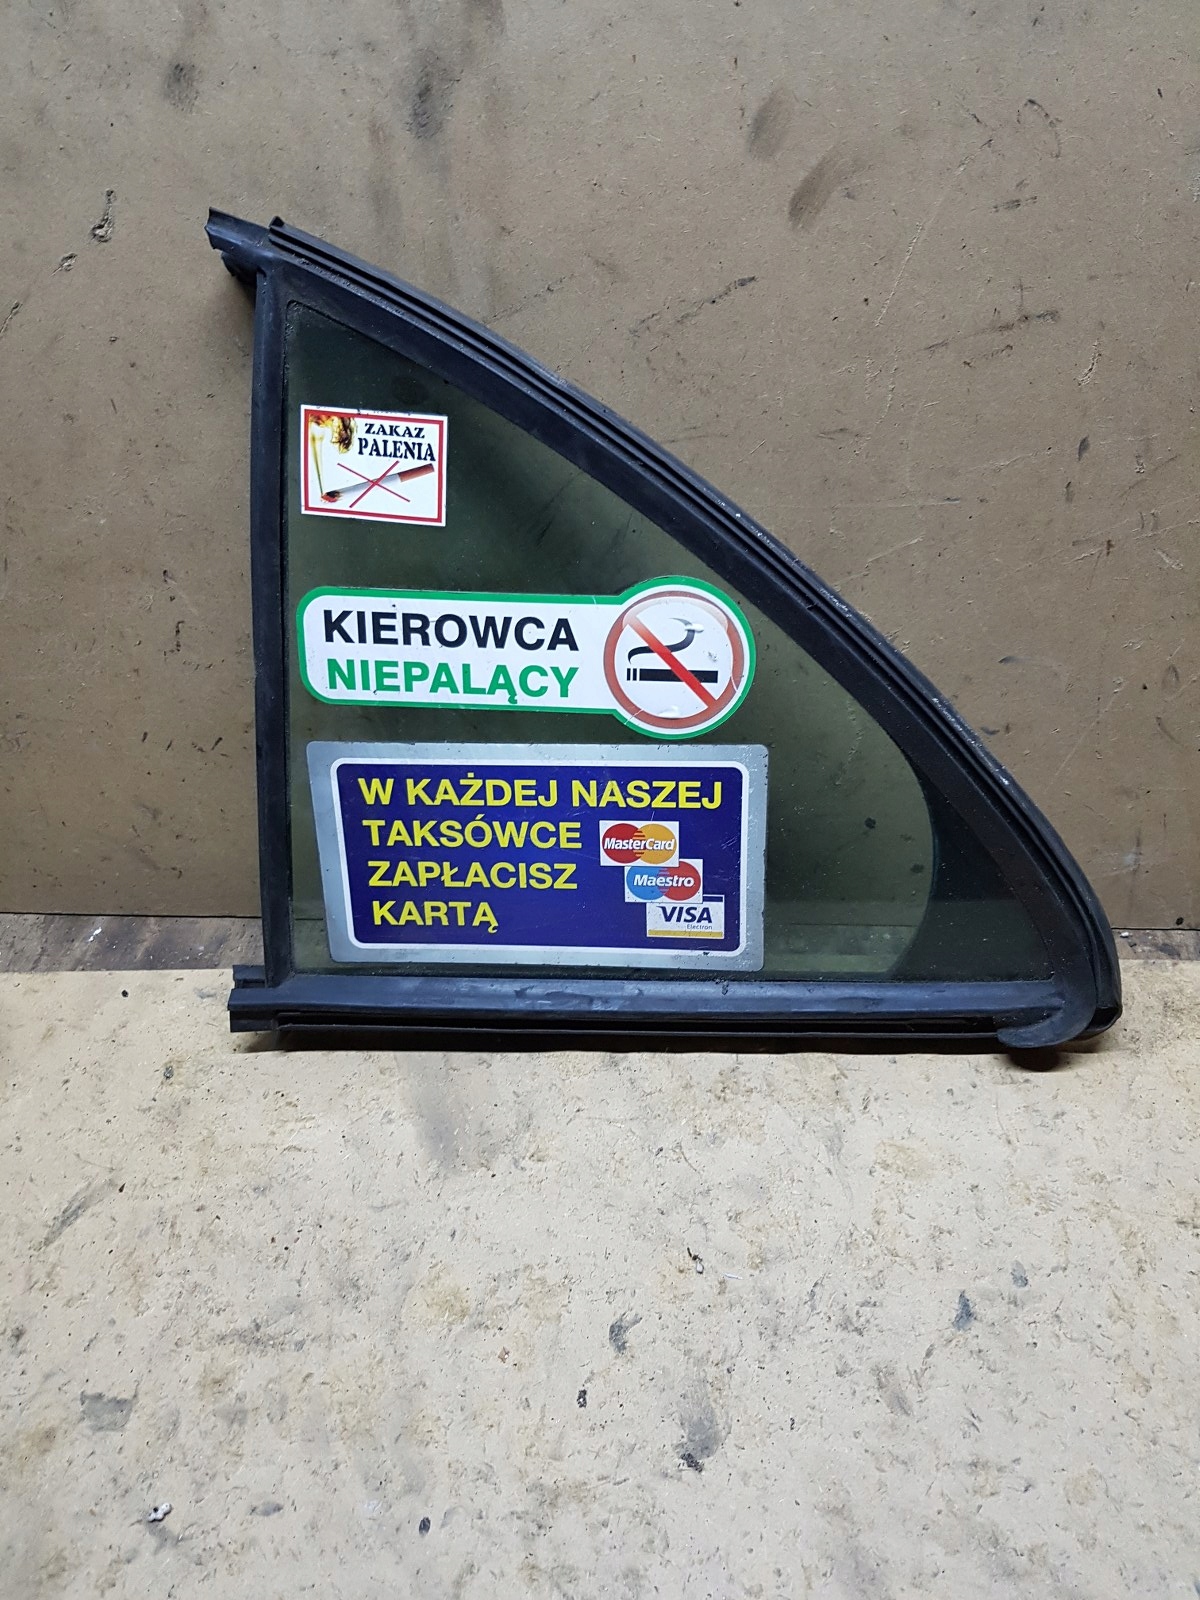 ZAKAZ
PALENIA
KIEROWCA
NIEPALĄCY
W KAŻDEJ NASZEJ
TAKSÓWCE
ZAPŁACISZ
KARTĄ
MasterCard
Maestro
VISA
Electron